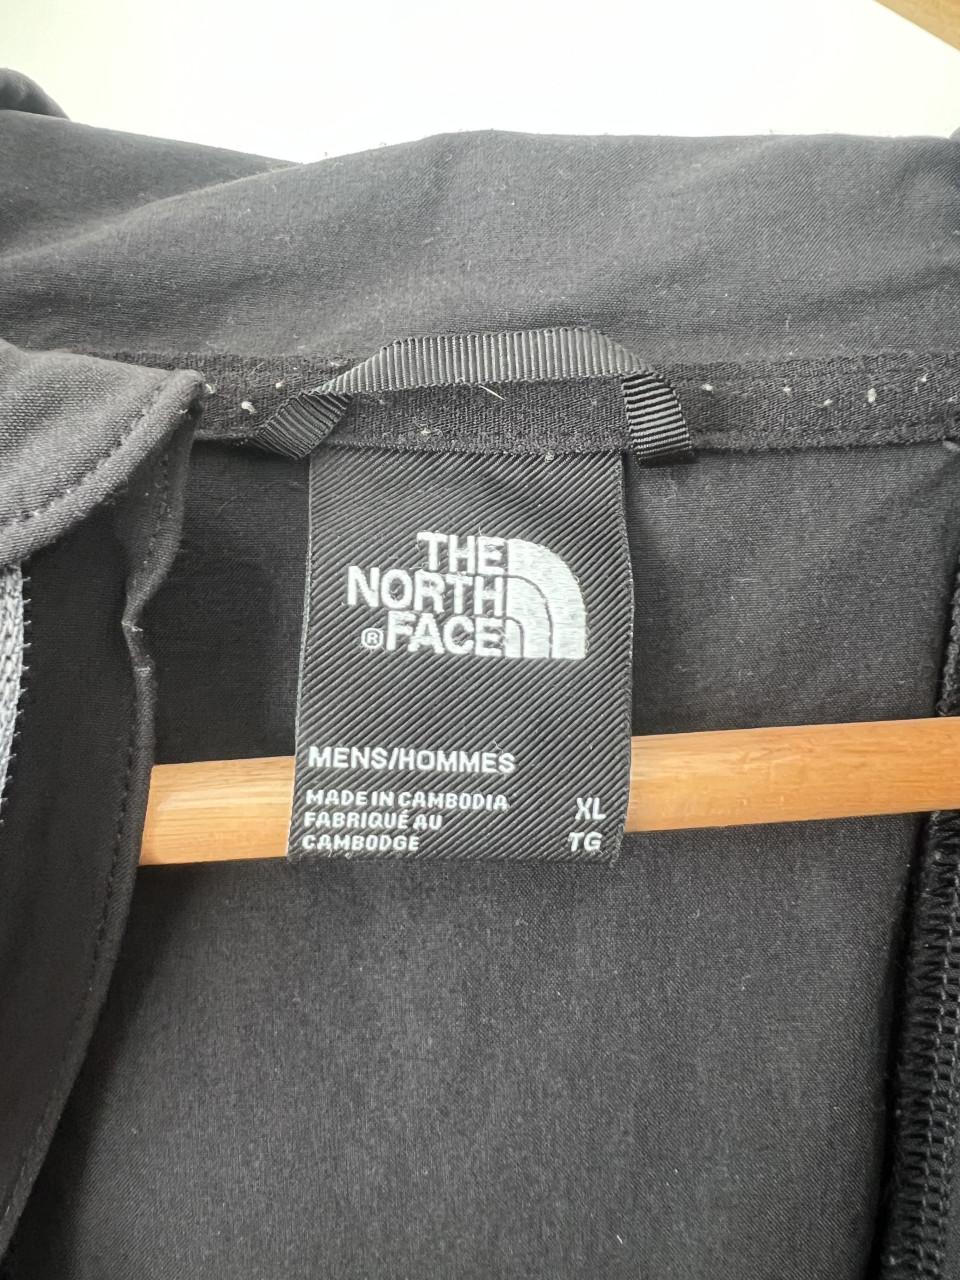 THE
NORTH
®FACE
MENS/HOMMES
MADE IN CAMBODIA
FABRIQUÉ AU
CAMBODGE
XL
TG